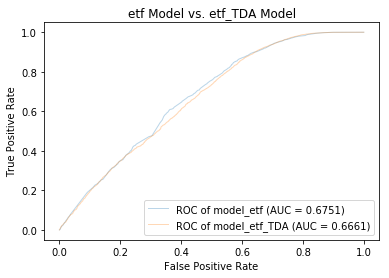 etf Model vs. etf_TDA Model
1.0
0.8
0.6
0.4
0.2
0.0
True Positive Rate
ROC of model_etf (AUC = 0.6751)
ROC of model_etf_TDA (AUC = 0.6661)
0.0 0.2 0.4 0.6 0.8 1.0
False Positive Rate